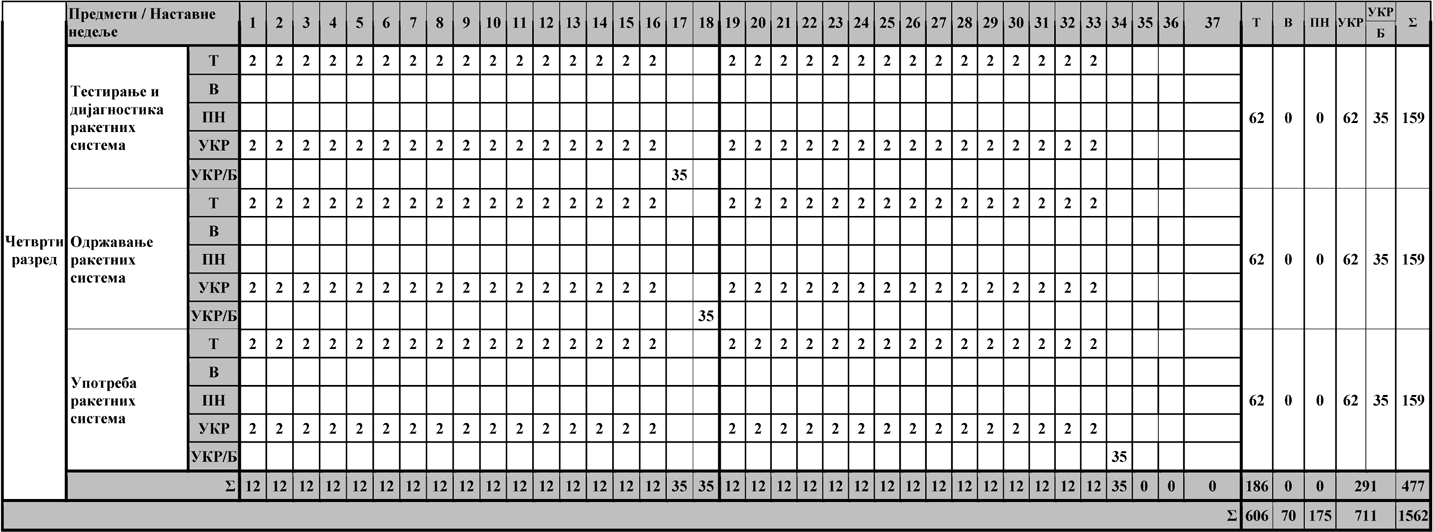 Предмети / Наставне недеље 1 2 3 4 5 6 7 8 9 10 11 12 13 14 15 16 17 18 19 20 21 22 23 24 25 26 27 28 29 30 31 32 33 34 35 36 37 Т В ПН УКР УКР Б Σ
Четврти разред
Тестирање и дијагностика ракетних система
Т 2 2 2 2 2 2 2 2 2 2 2 2 2 2 2 2 2 2 2 2 2 2 2 2 2 2 2 2 2 2 2
В
ПН
62 0 0 62 35 159
УКР 2 2 2 2 2 2 2 2 2 2 2 2 2 2 2 2 2 2 2 2 2 2 2 2 2 2 2 2 2 2 2
УКР/Б 35
Одржавање ракетних система
Т 2 2 2 2 2 2 2 2 2 2 2 2 2 2 2 2 2 2 2 2 2 2 2 2 2 2 2 2 2 2 2
В
ПН
62 0 0 62 35 159
УКР 2 2 2 2 2 2 2 2 2 2 2 2 2 2 2 2 2 2 2 2 2 2 2 2 2 2 2 2 2 2 2
УКР/Б 35
Употреба ракетних система
Т 2 2 2 2 2 2 2 2 2 2 2 2 2 2 2 2 2 2 2 2 2 2 2 2 2 2 2 2 2 2 2
В
ПН
62 0 0 62 35 159
УКР 2 2 2 2 2 2 2 2 2 2 2 2 2 2 2 2 2 2 2 2 2 2 2 2 2 2 2 2 2 2 2
УКР/Б 35
Σ 12 12 12 12 12 12 12 12 12 12 12 12 12 12 12 12 35 35 12 12 12 12 12 12 12 12 12 12 12 12 12 12 12 35 0 0 0 186 0 0 291 477
Σ 606 70 175 711 1562